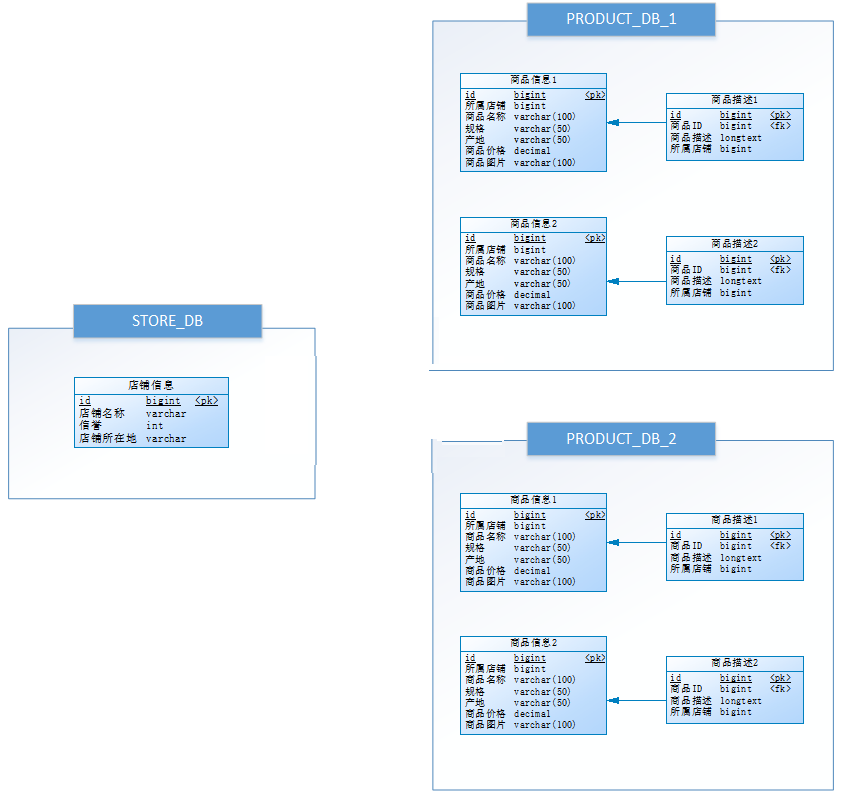 PRODUCT_DB_1
商品信息1
id bigint <pk>
所属店铺 bigint
商品名称 varchar(100)
规格 varchar(50)
产地 varchar(50)
商品价格 decimal
商品图片 varchar(100)
商品描述1
id bigint <pk>
商品ID bigint <fk>
商品描述 longtext
所属店铺 bigint
商品信息2
id bigint <pk>
所属店铺 bigint
商品名称 varchar(100)
规格 varchar(50)
产地 varchar(50)
商品价格 decimal
商品图片 varchar(100)
商品描述2
id bigint <pk>
商品ID bigint <fk>
商品描述 longtext
所属店铺 bigint
STORE_DB
店铺信息
id bigint <pk>
店铺名称 varchar
信誉 int
店铺所在地 varchar
PRODUCT_DB_2
商品信息1
id bigint <pk>
所属店铺 bigint
商品名称 varchar(100)
规格 varchar(50)
产地 varchar(50)
商品价格 decimal
商品图片 varchar(100)
商品描述1
id bigint <pk>
商品ID bigint <fk>
商品描述 longtext
所属店铺 bigint
商品信息2
id bigint <pk>
所属店铺 bigint
商品名称 varchar(100)
规格 varchar(50)
产地 varchar(50)
商品价格 decimal
商品图片 varchar(100)
商品描述2
id bigint <pk>
商品ID bigint <fk>
商品描述 longtext
所属店铺 bigint